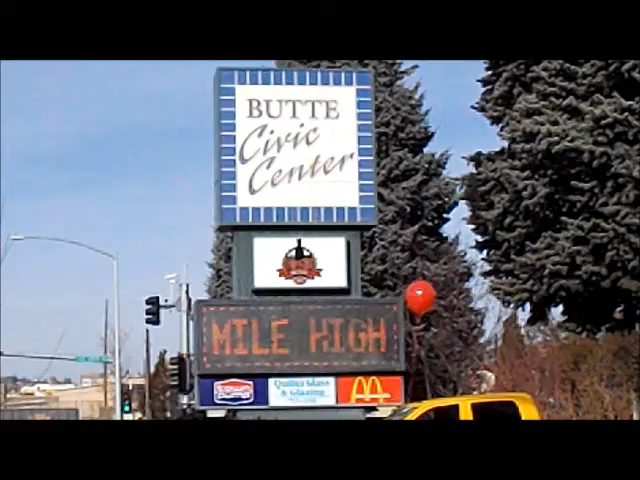 BUTTE
Civic
Center
MILE HIGH
Quality Glass
& Glazing